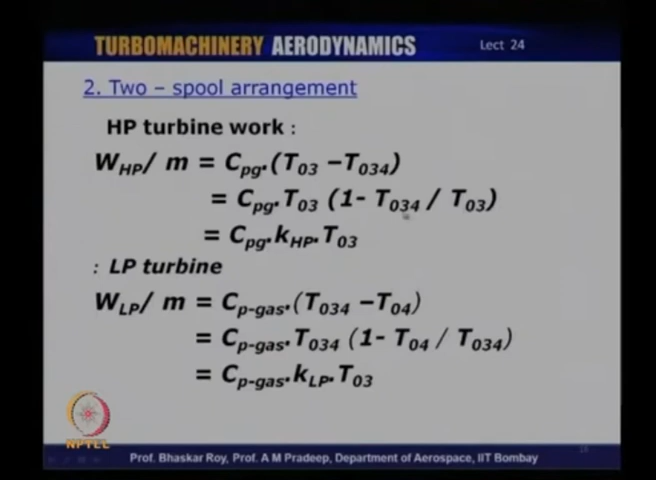 TURBOMACHINERY AERODYNAMICS Lect 24
2. Two – spool arrangement
HP turbine work :
W_HP/ m = C_pg.(T_03 –T_034)
= C_pg.T_03 (1- T_034 / T_03)
= C_pg.k_HP.T_03
: LP turbine
W_LP/ m = C_p-gas.(T_034 –T_04)
= C_p-gas.T_034 (1- T_04 / T_034)
= C_p-gas.k_LP.T_03
NPTEL
Prof. Bhaskar Roy, Prof. A M Pradeep, Department of Aerospace, IIT Bombay